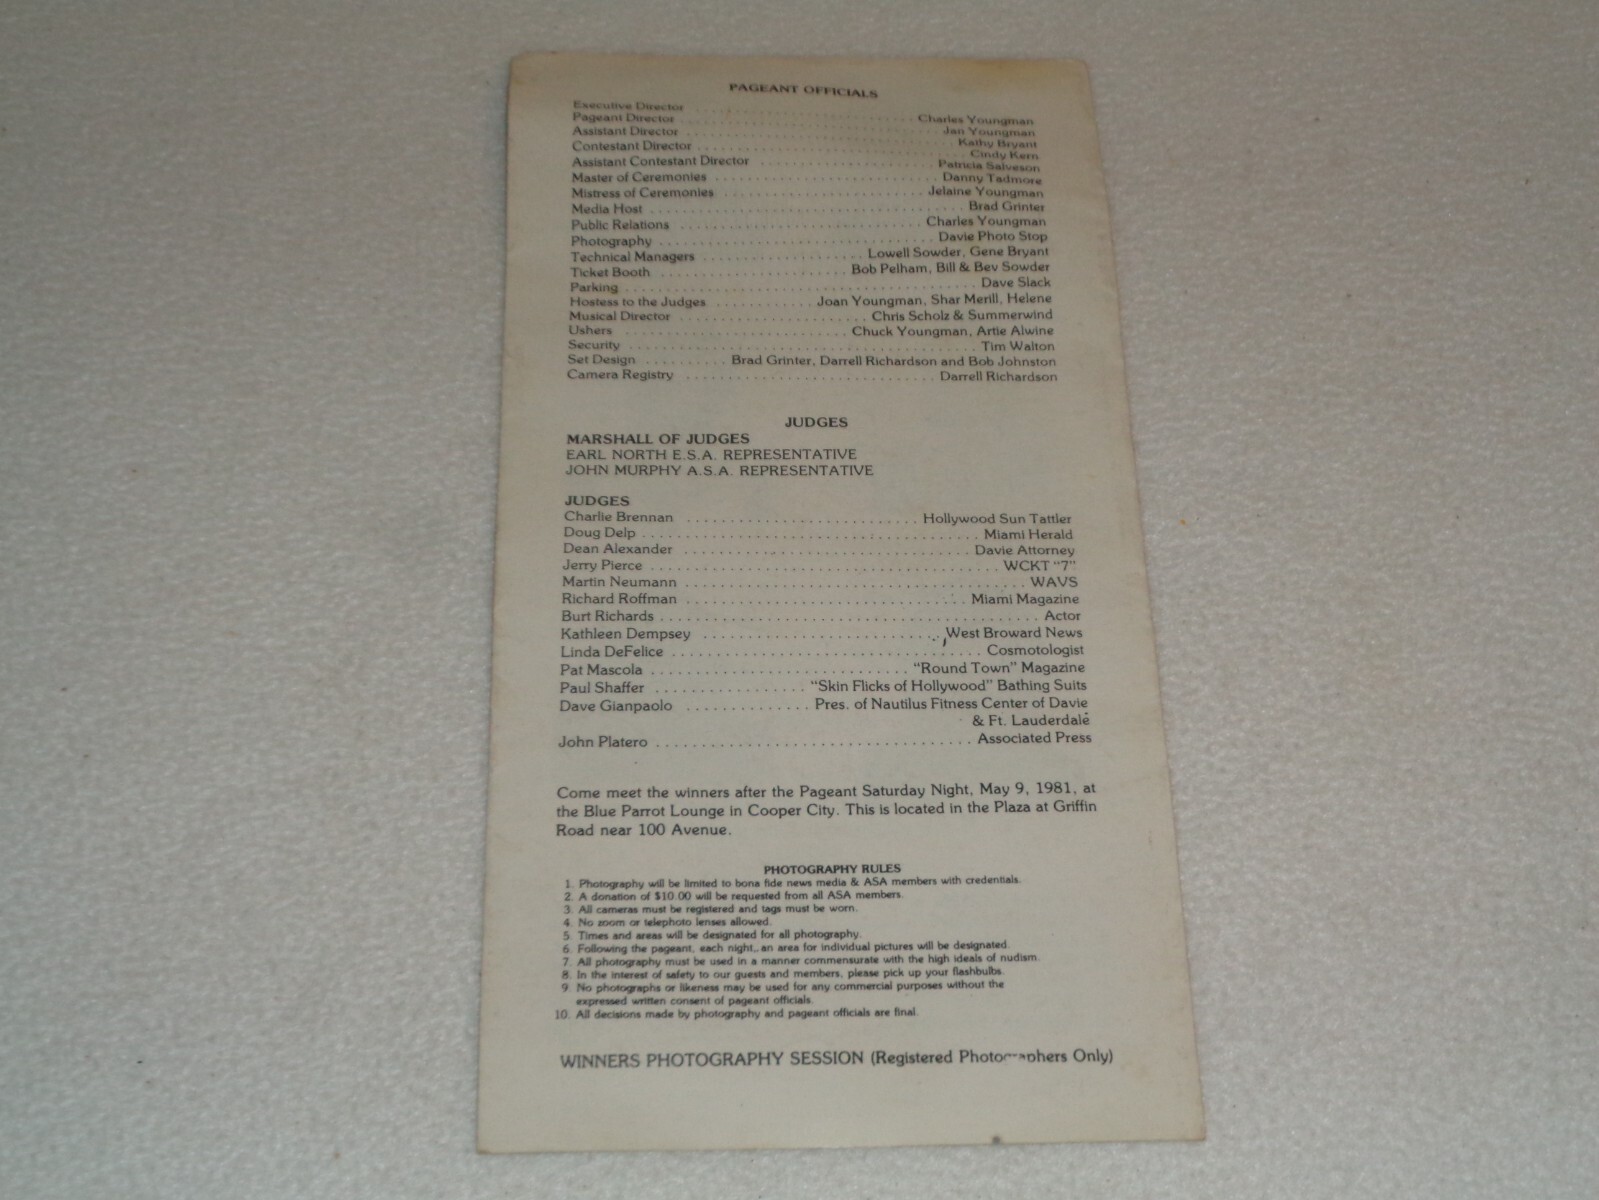 PAGEANT OFFICIALS
Executive Director . . . . . . . . . . . . . . . . . . . . . . . . . Charles Youngman
Pageant Director . . . . . . . . . . . . . . . . . . . . . . . . . . . . Jan Youngman
Assistant Director . . . . . . . . . . . . . . . . . . . . . . . . . . . . Kathy Bryant
Contestant Director . . . . . . . . . . . . . . . . . . . . . . . . . . . . Cindy Kern
Assistant Contestant Director . . . . . . . . . . . . . . . . . . Patricia Salveson
Master of Ceremonies . . . . . . . . . . . . . . . . . . . . . . . . Danny Tadmore
Mistress of Ceremonies . . . . . . . . . . . . . . . . . . . . . Jelaine Youngman
Media Host . . . . . . . . . . . . . . . . . . . . . . . . . . . . . . . . . . Brad Grinter
Public Relations . . . . . . . . . . . . . . . . . . . . . . . . . . Charles Youngman
Photography . . . . . . . . . . . . . . . . . . . . . . . . . . . . . Davie Photo Stop
Technical Managers . . . . . . . . . . . . . . . . . Lowell Sowder, Gene Bryant
Ticket Booth . . . . . . . . . . . . . . . . . . . . Bob Pelham, Bill & Bev Sowder
Parking . . . . . . . . . . . . . . . . . . . . . . . . . . . . . . . . . . . . . . Dave Slack
Hostess to the Judges . . . . . . . . . . . . Joan Youngman, Shar Merill, Helene
Musical Director . . . . . . . . . . . . . . . . . . . . Chris Scholz & Summerwind
Ushers . . . . . . . . . . . . . . . . . . . . . . . . Chuck Youngman, Artie Alwine
Security . . . . . . . . . . . . . . . . . . . . . . . . . . . . . . . . . . . . . Tim Walton
Set Design . . . . . . . . . Brad Grinter, Darrell Richardson and Bob Johnston
Camera Registry . . . . . . . . . . . . . . . . . . . . . . . . . . . Darrell Richardson
JUDGES
MARSHALL OF JUDGES
EARL NORTH E.S.A. REPRESENTATIVE
JOHN MURPHY A.S.A. REPRESENTATIVE
JUDGES
Charlie Brennan . . . . . . . . . . . . . . . . . . . . . . . . . Hollywood Sun Tattler
Doug Delp . . . . . . . . . . . . . . . . . . . . . . . . . . . . . . . . . . . . Miami Herald
Dean Alexander . . . . . . . . . . . . . . . . . . . . . . . . . . . . . . Davie Attorney
Jerry Pierce . . . . . . . . . . . . . . . . . . . . . . . . . . . . . . . . . . . . . WCKT "7"
Martin Neumann . . . . . . . . . . . . . . . . . . . . . . . . . . . . . . . . . . . . WAVS
Richard Roffman . . . . . . . . . . . . . . . . . . . . . . . . . . . . . . Miami Magazine
Burt Richards . . . . . . . . . . . . . . . . . . . . . . . . . . . . . . . . . . . . . . . . Actor
Kathleen Dempsey . . . . . . . . . . . . . . . . . . . . . . . . . West Broward News
Linda DeFelice . . . . . . . . . . . . . . . . . . . . . . . . . . . . . . . . . Cosmotologist
Pat Mascola . . . . . . . . . . . . . . . . . . . . . . . . . . . "Round Town" Magazine
Paul Shaffer . . . . . . . . . . . . . . . . "Skin Flicks of Hollywood" Bathing Suits
Dave Gianpaolo . . . . . . . . . . . . . Pres. of Nautilus Fitness Center of Davie
& Ft. Lauderdale
John Platero . . . . . . . . . . . . . . . . . . . . . . . . . . . . . . . . . . Associated Press
Come meet the winners after the Pageant Saturday Night, May 9, 1981, at
the Blue Parrot Lounge in Cooper City. This is located in the Plaza at Griffin
Road near 100 Avenue.
PHOTOGRAPHY RULES
1. Photography will be limited to bona fide news media & ASA members with credentials.
2. A donation of $10.00 will be requested from all ASA members.
3. All cameras must be registered and tags must be worn.
4. No zoom or telephoto lenses allowed.
5. Times and areas will be designated for all photography.
6. Following the pageant, each night, an area for individual pictures will be designated.
7. All photography must be used in a manner commensurate with the high ideals of nudism.
8. In the interest of safety to our guests and members, please pick up your flashbulbs.
9. No photographs or likeness may be used for any commercial purposes without the
expressed written consent of pageant officials.
10. All decisions made by photography and pageant officials are final.
WINNERS PHOTOGRAPHY SESSION (Registered Photographers Only)